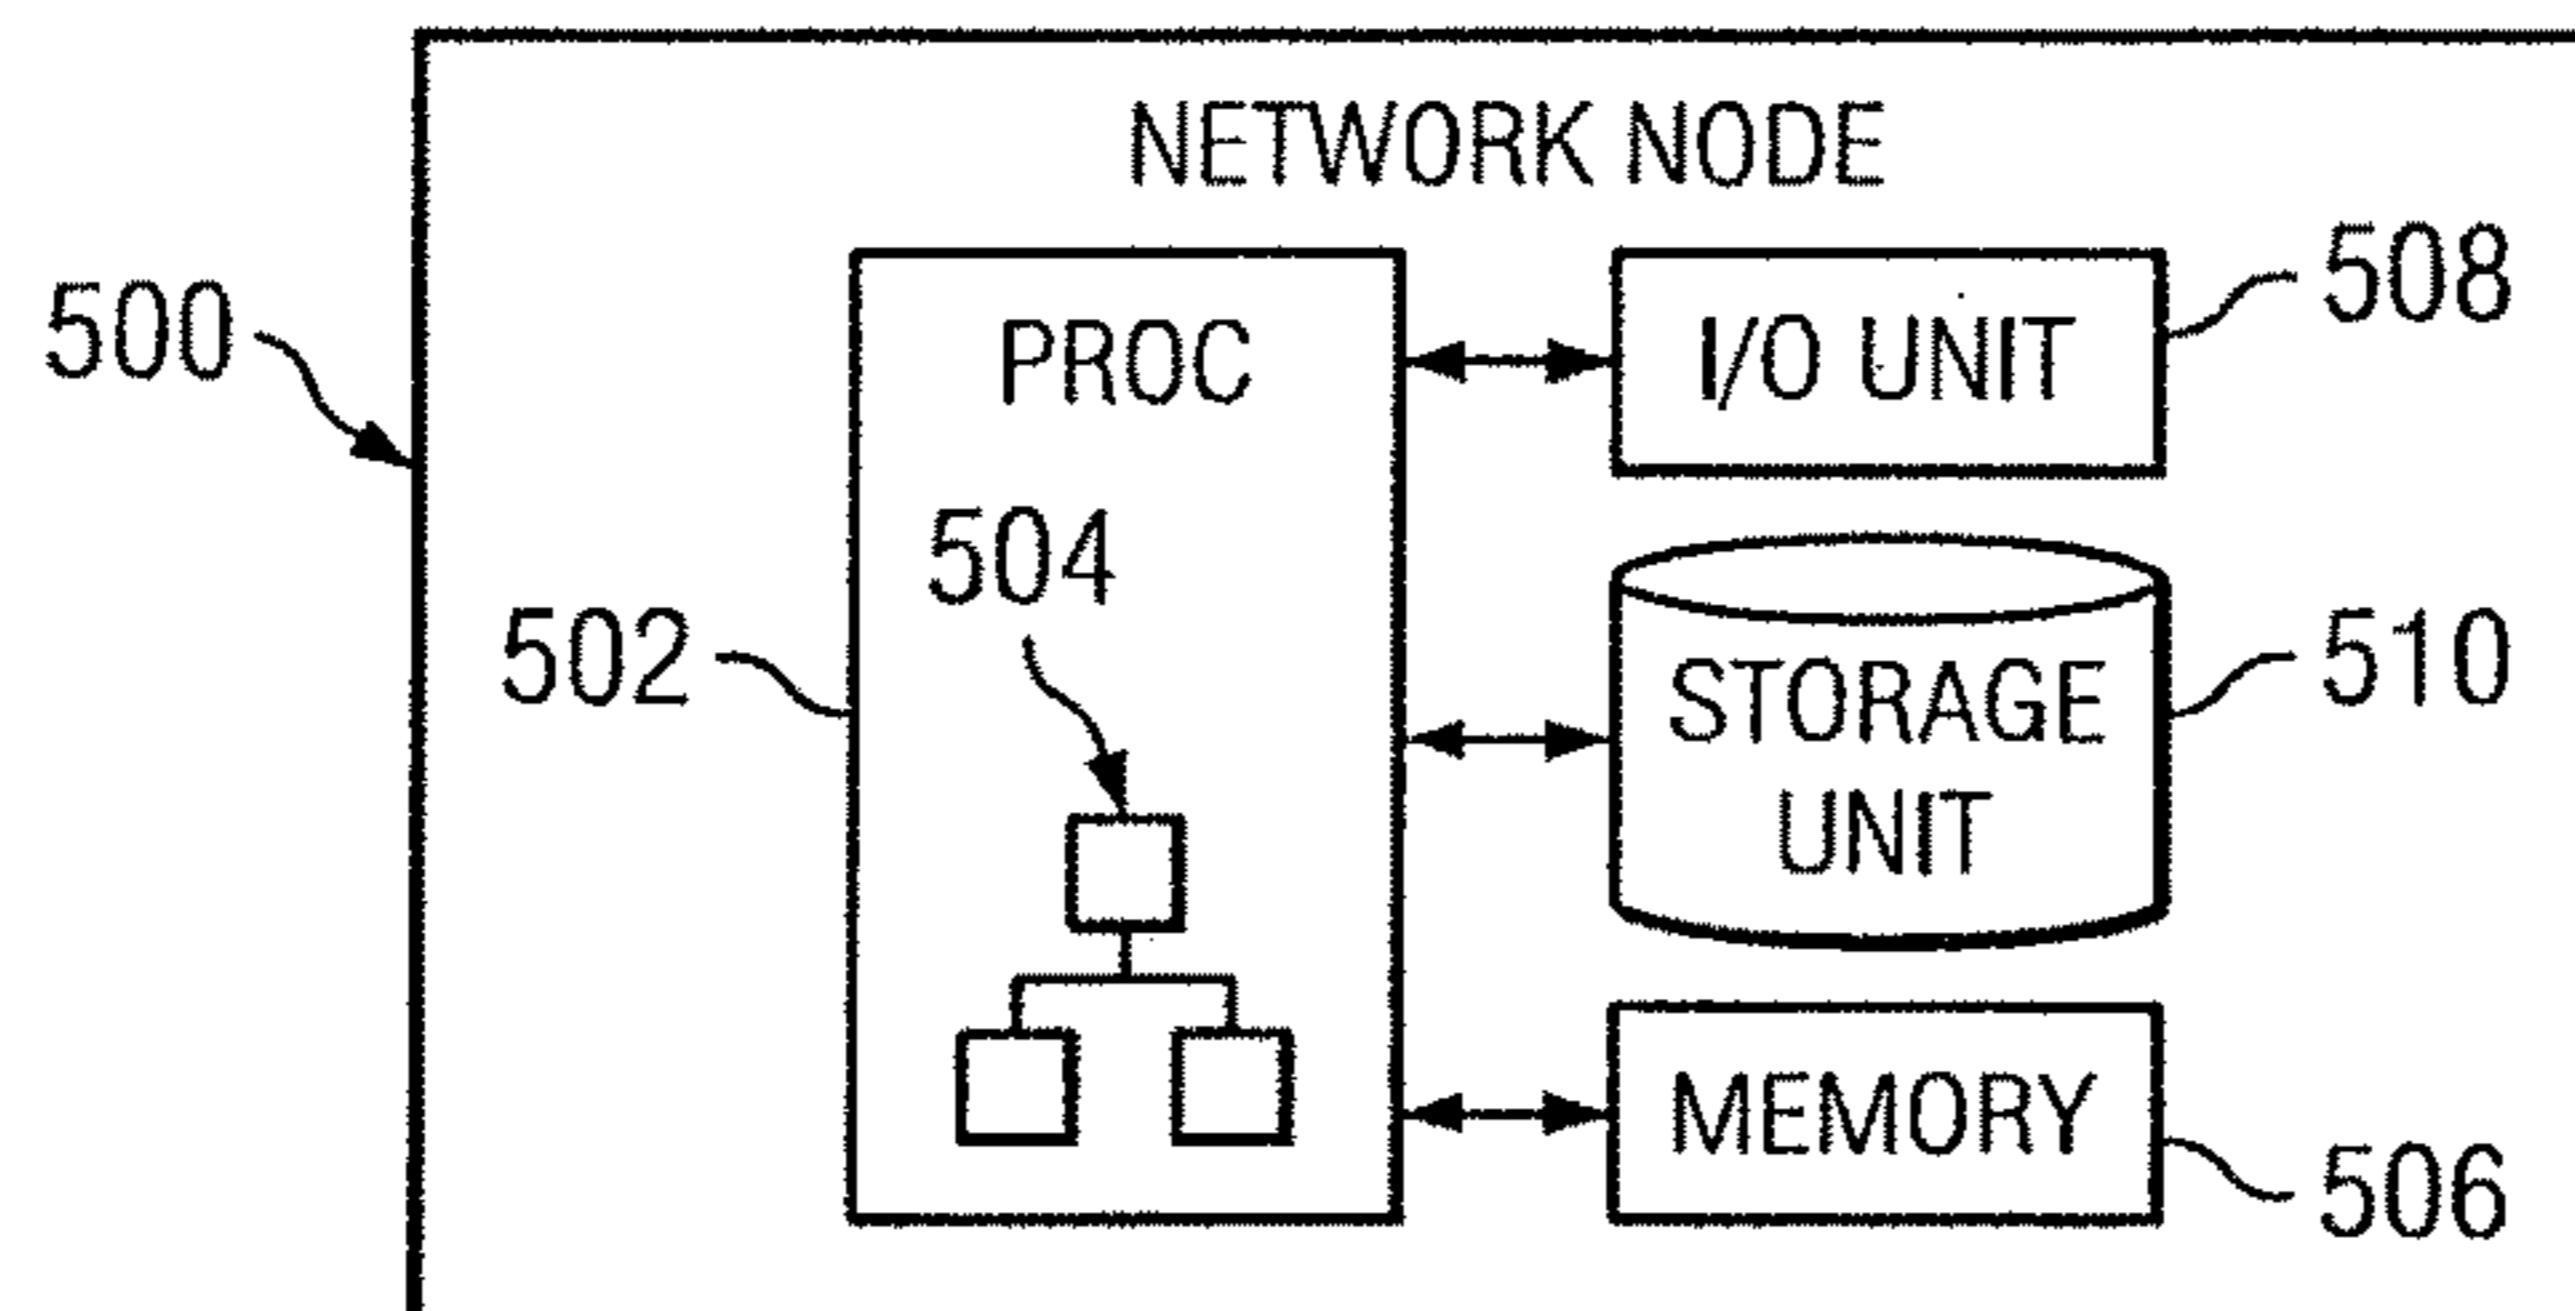 NETWORK NODE
508
500
PROC
I/O UNIT
504
502
510
STORAGE
UNIT
MEMORY
506